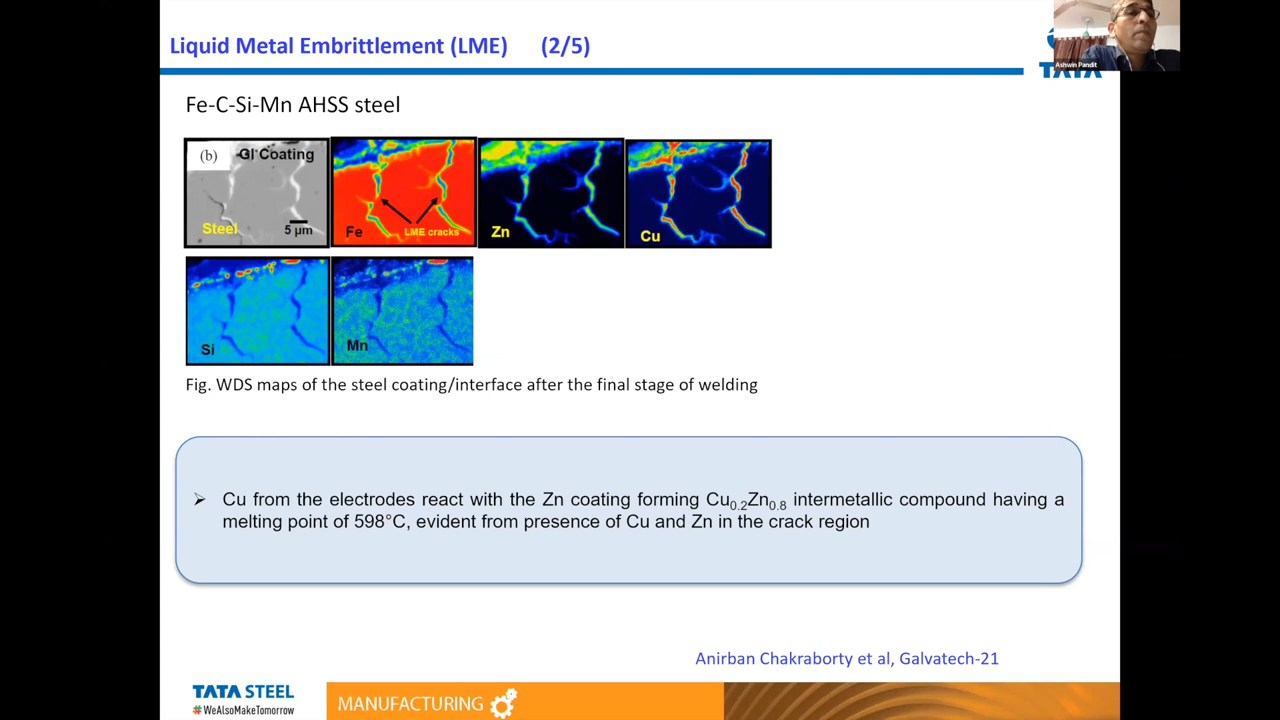 Liquid Metal Embrittlement (LME) (2/5)
Ashwin Pandit
TATA
Fe-C-Si-Mn AHSS steel
(b) GI Coating
Steel 5 µm
Fe LME cracks
Zn
Cu
Si
Mn
Fig. WDS maps of the steel coating/interface after the final stage of welding
➢ Cu from the electrodes react with the Zn coating forming Cu0.2Zn0.8 intermetallic compound having a
melting point of 598°C, evident from presence of Cu and Zn in the crack region
Anirban Chakraborty et al, Galvatech-21
TATA STEEL
#WeAlsoMakeTomorrow
MANUFACTURING